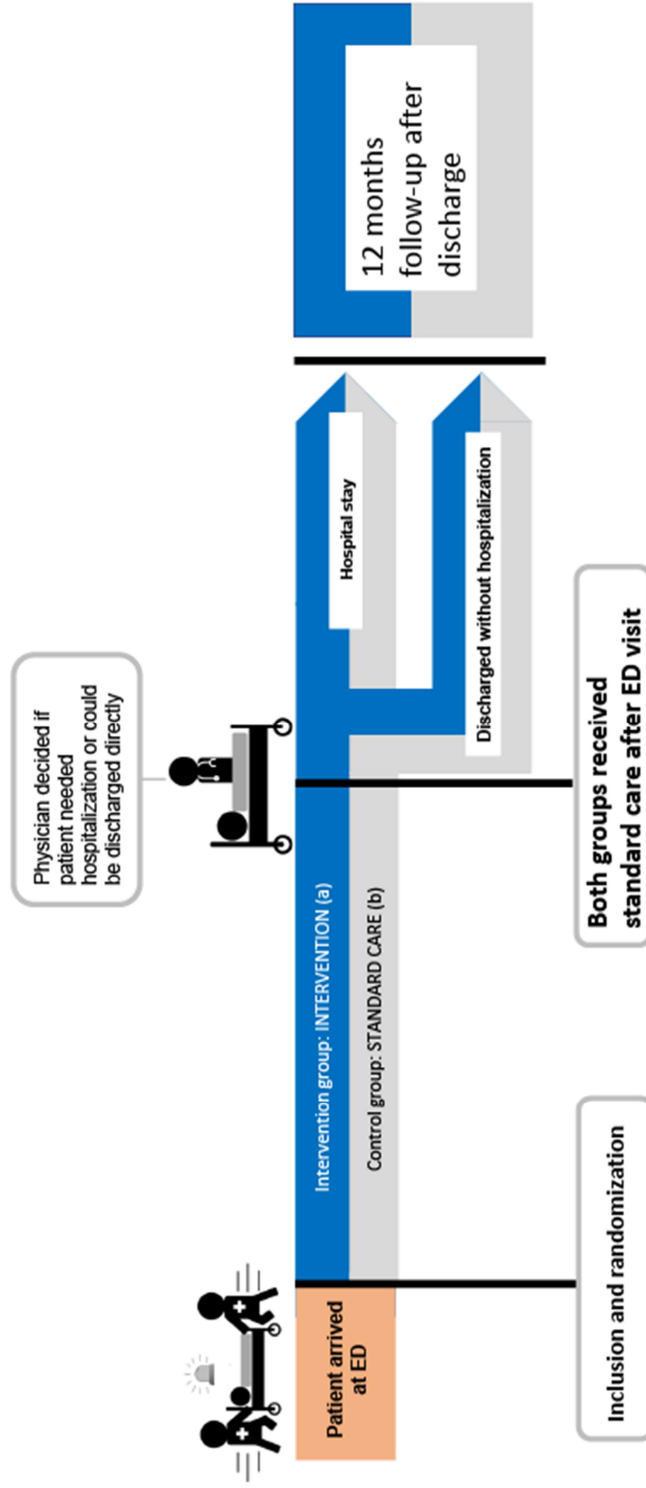 Physician decided if
patient needed
hospitalization or could
be discharged directly
Patient arrived
at ED
Intervention group: INTERVENTION (a)
Control group: STANDARD CARE (b)
Hospital stay
Discharged without hospitalization
12 months
follow-up after
discharge
Inclusion and randomization
Both groups received
standard care after ED visit